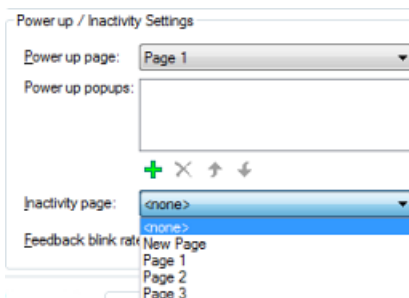 Power up / Inactivity Settings
Power up page: Page 1
Power up popups:
Inactivity page: <none>
<none>
Feedback blink rate
New Page
Page 1
Page 2
Page 3